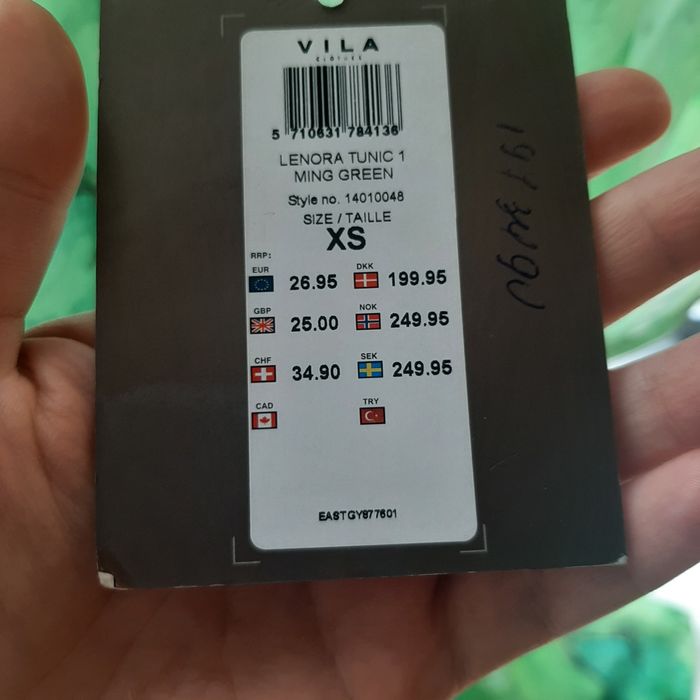 VILA
CLOTHES
5 710631 784136
LENORA TUNIC 1
MING GREEN
Style no. 14010048
SIZE / TAILLE
XS
RRP:
EUR 26.95 DKK 199.95
GBP 25.00 NOK 249.95
CHF 34.90 SEK 249.95
CAD TRY
EASTGY877601